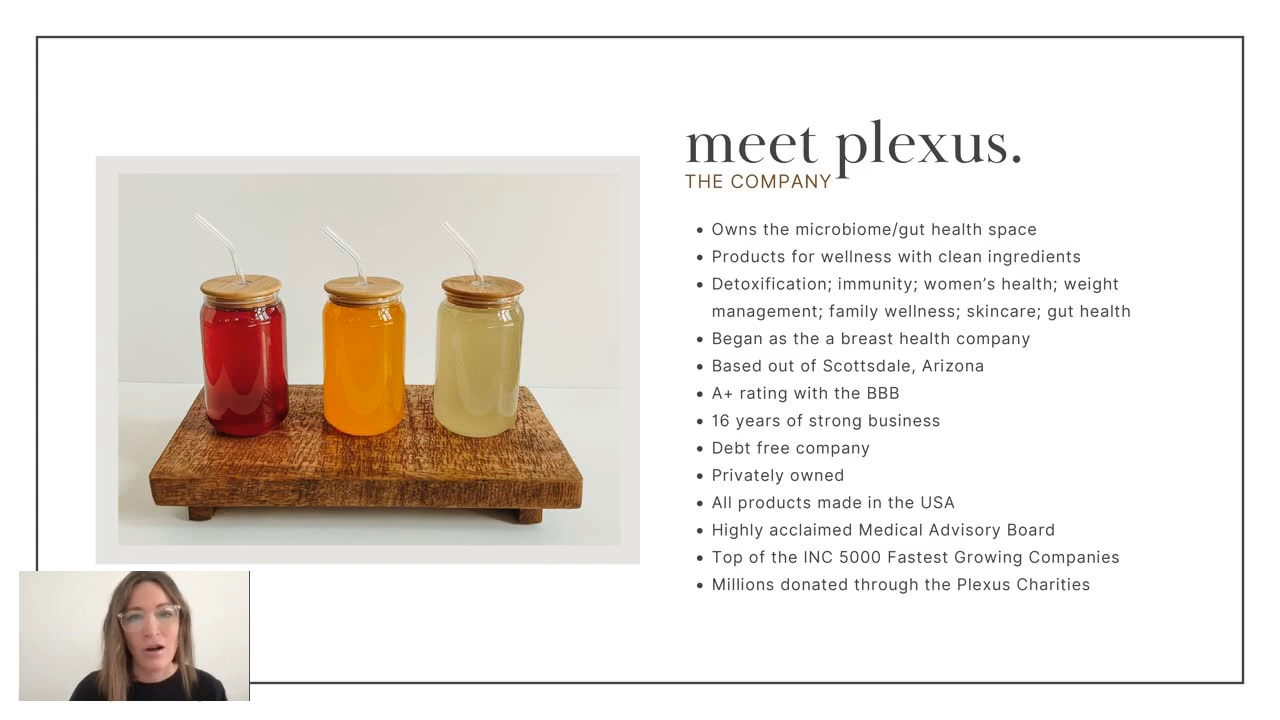 meet plexus.
THE COMPANY
• Owns the microbiome/gut health space
• Products for wellness with clean ingredients
• Detoxification; immunity; women’s health; weight
management; family wellness; skincare; gut health
• Began as the a breast health company
• Based out of Scottsdale, Arizona
• A+ rating with the BBB
• 16 years of strong business
• Debt free company
• Privately owned
• All products made in the USA
• Highly acclaimed Medical Advisory Board
• Top of the INC 5000 Fastest Growing Companies
• Millions donated through the Plexus Charities